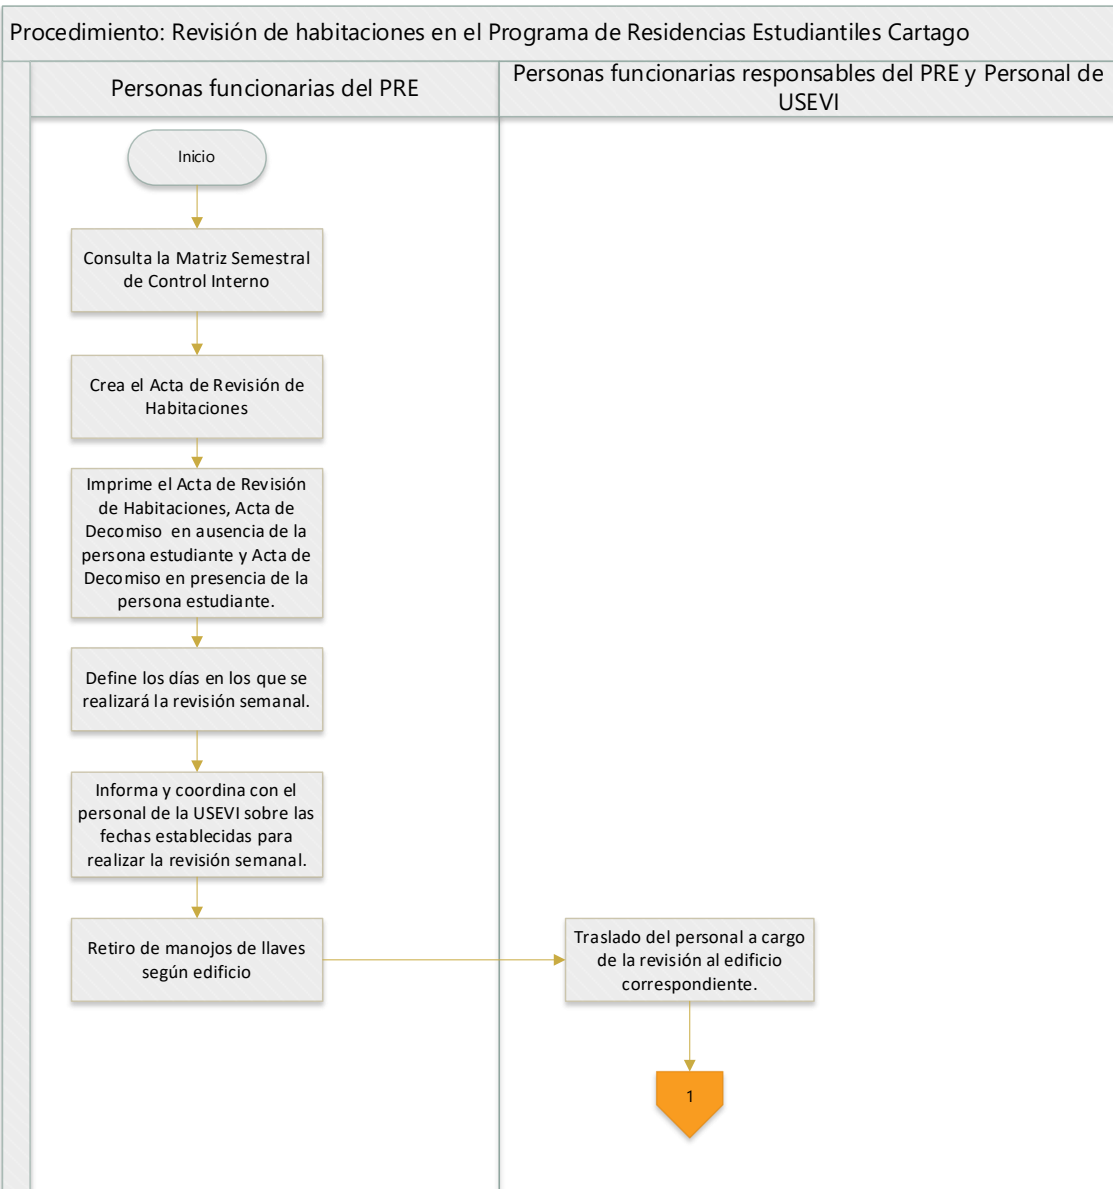 Procedimiento: Revisión de habitaciones en el Programa de Residencias Estudiantiles Cartago
Personas funcionarias del PRE
Personas funcionarias responsables del PRE y Personal de
USEVI
Inicio
Consulta la Matriz Semestral
de Control Interno
Crea el Acta de Revisión de
Habitaciones
Imprime el Acta de Revisión
de Habitaciones, Acta de
Decomiso en ausencia de la
persona estudiante y Acta de
Decomiso en presencia de la
persona estudiante.
Define los días en los que se
realizará la revisión semanal.
Informa y coordina con el
personal de la USEVI sobre las
fechas establecidas para
realizar la revisión semanal.
Retiro de manojos de llaves
según edificio
Traslado del personal a cargo
de la revisión al edificio
correspondiente.
1